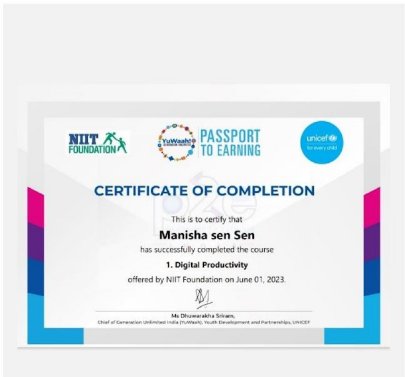 NIIT
FOUNDATION
YuWaah!
PASSPORT
TO EARNING
unicef
for every child
CERTIFICATE OF COMPLETION
This is to certify that
Manisha sen Sen
has successfully completed the course
1. Digital Productivity
offered by NIIT Foundation on June 01, 2023.
Ms Dhuwarakha Sriram,
Chief of Generation Unlimited India (YuWaah), Youth Development and Partnerships, UNICEF